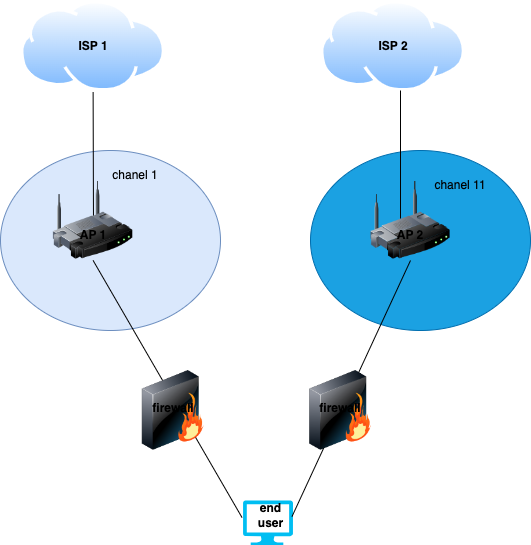 ISP 1
ISP 2
chanel 1
chanel 11
AP 1
AP 2
firewall
firewall
end
user